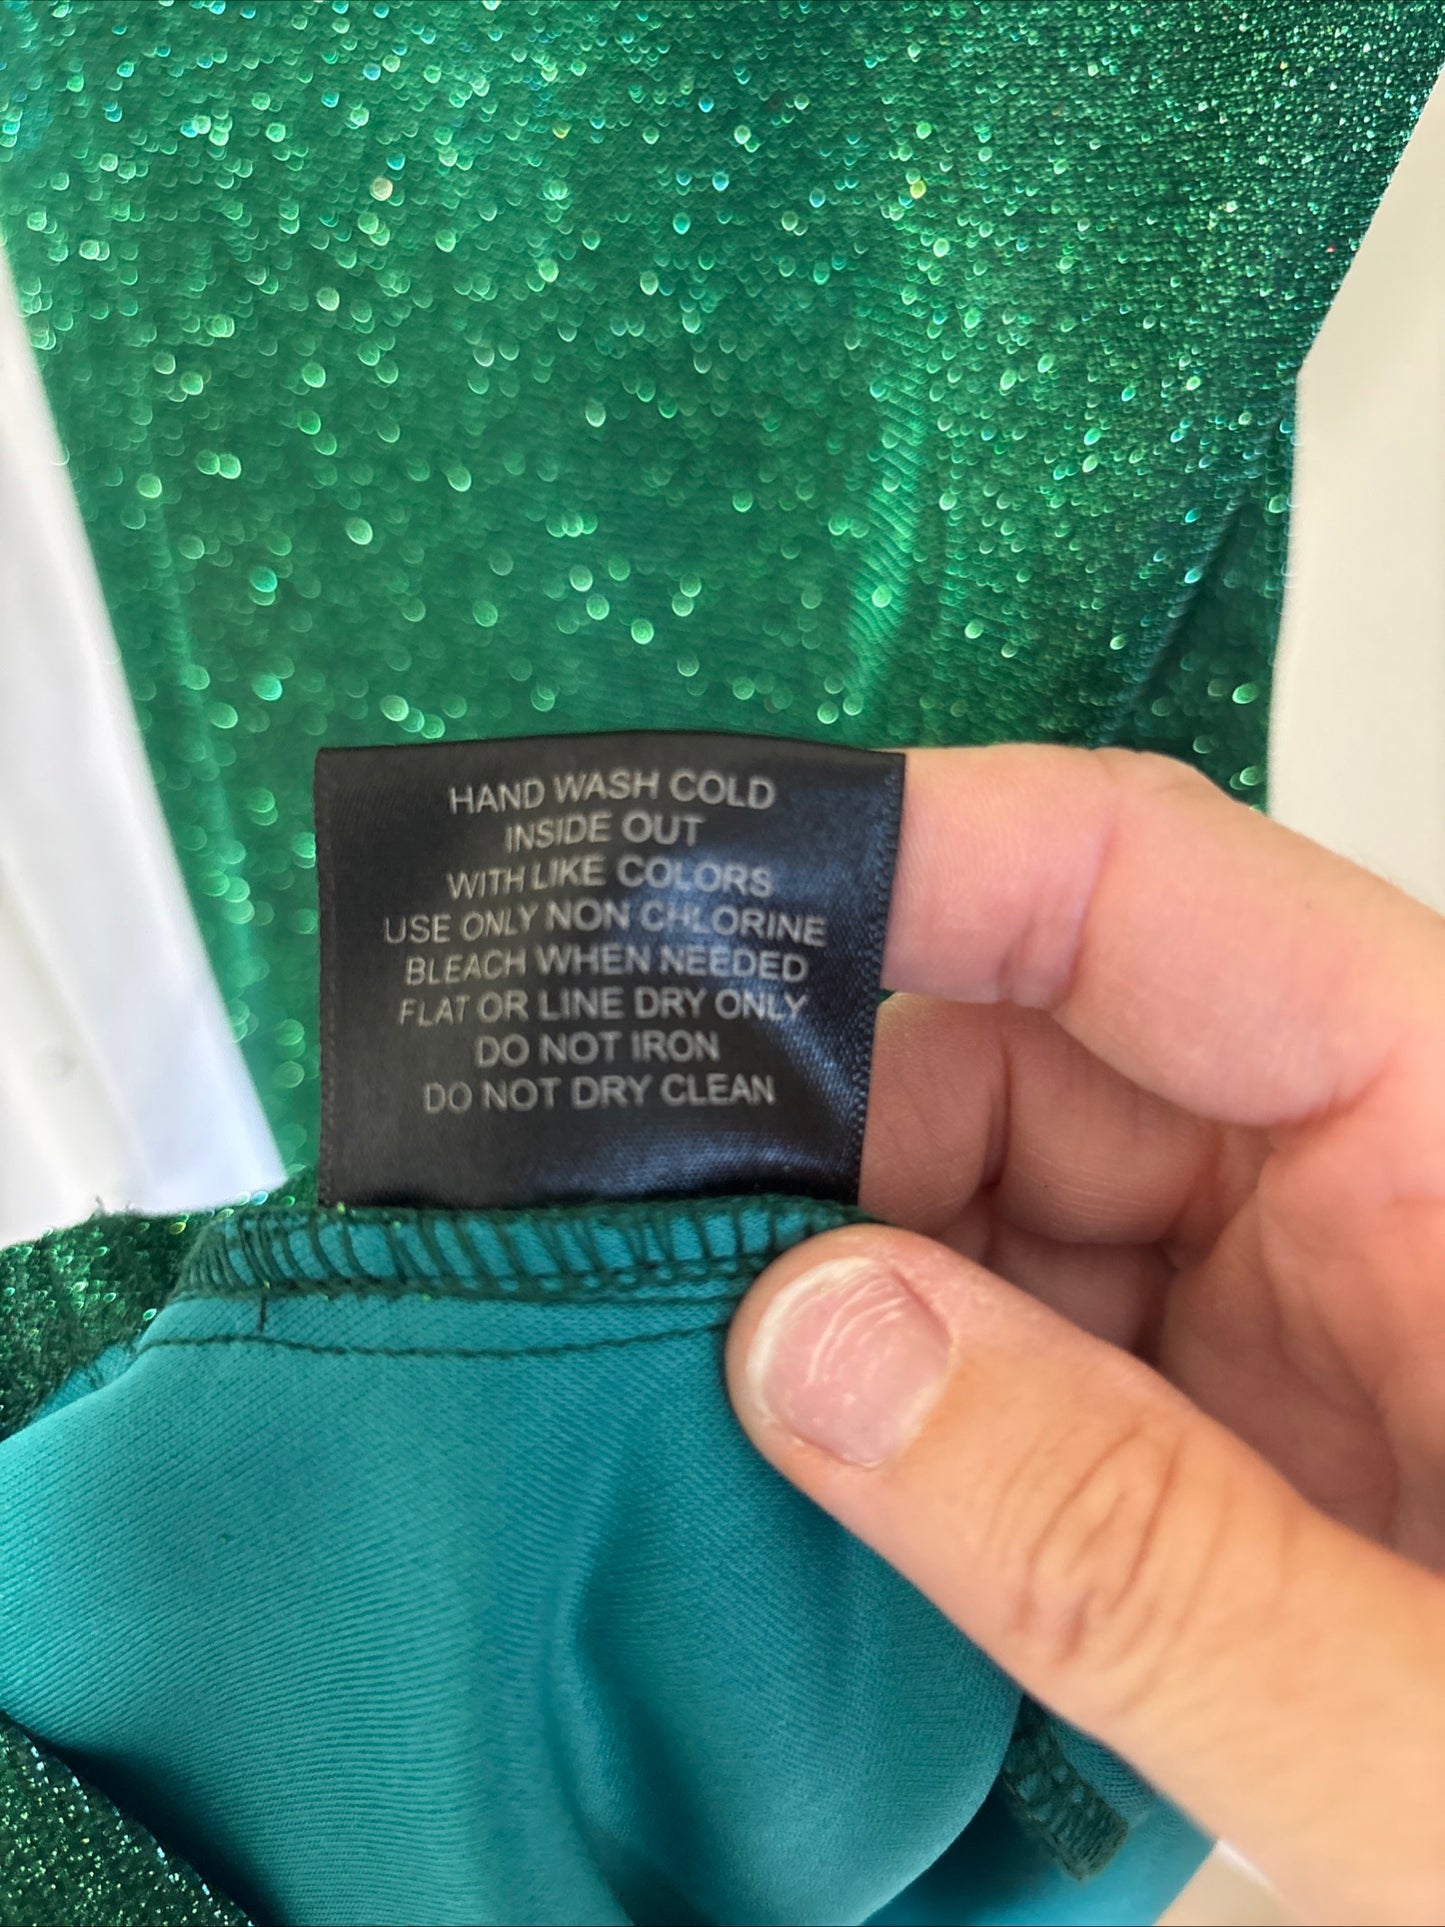 HAND WASH COLD
INSIDE OUT
WITH LIKE COLORS
USE ONLY NON CHLORINE
BLEACH WHEN NEEDED
FLAT OR LINE DRY ONLY
DO NOT IRON
DO NOT DRY CLEAN